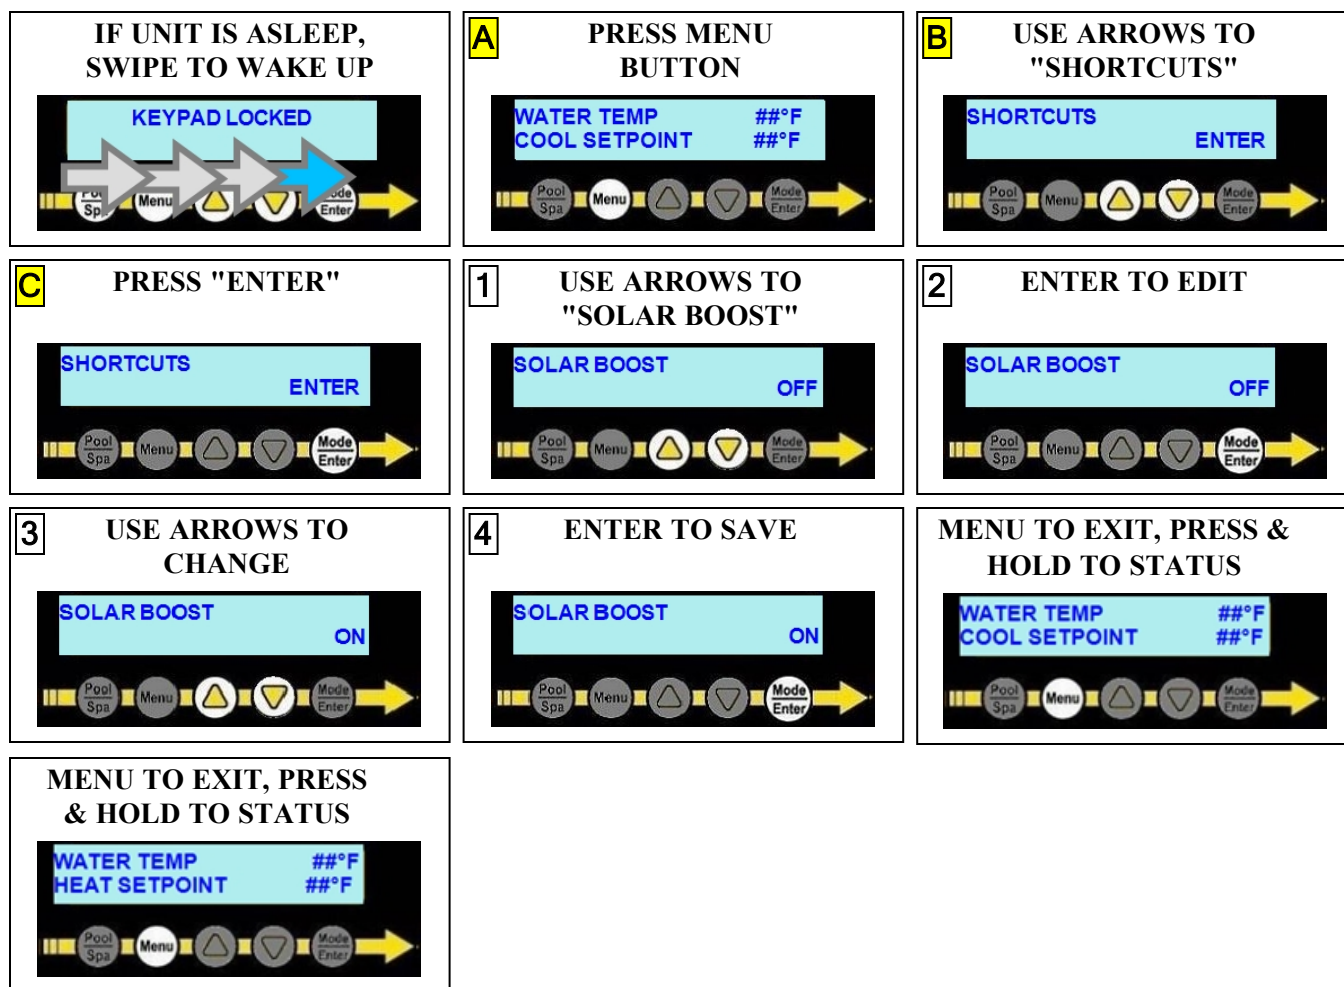 IF UNIT IS ASLEEP,
SWIPE TO WAKE UP
KEYPAD LOCKED
Menu
A
PRESS MENU
BUTTON
WATER TEMP ##°F
COOL SETPOINT ##°F
Pool Menu Mode
Spa Enter
B
USE ARROWS TO
"SHORTCUTS"
SHORTCUTS
ENTER
Pool Menu Mode
Spa Enter
C
PRESS "ENTER"
SHORTCUTS
ENTER
Pool Menu Mode
Spa Enter
1
USE ARROWS TO
"SOLAR BOOST"
SOLAR BOOST
OFF
Pool Menu Mode
Spa Enter
2
ENTER TO EDIT
SOLAR BOOST
OFF
Pool Menu Mode
Spa Enter
3
USE ARROWS TO
CHANGE
SOLAR BOOST
ON
Pool Menu Mode
Spa Enter
4
ENTER TO SAVE
SOLAR BOOST
ON
Pool Menu Mode
Spa Enter
MENU TO EXIT, PRESS &
HOLD TO STATUS
WATER TEMP ##°F
COOL SETPOINT ##°F
Pool Menu Mode
Spa Enter
MENU TO EXIT, PRESS
& HOLD TO STATUS
WATER TEMP ##°F
HEAT SETPOINT ##°F
Pool Menu Mode
Spa Enter